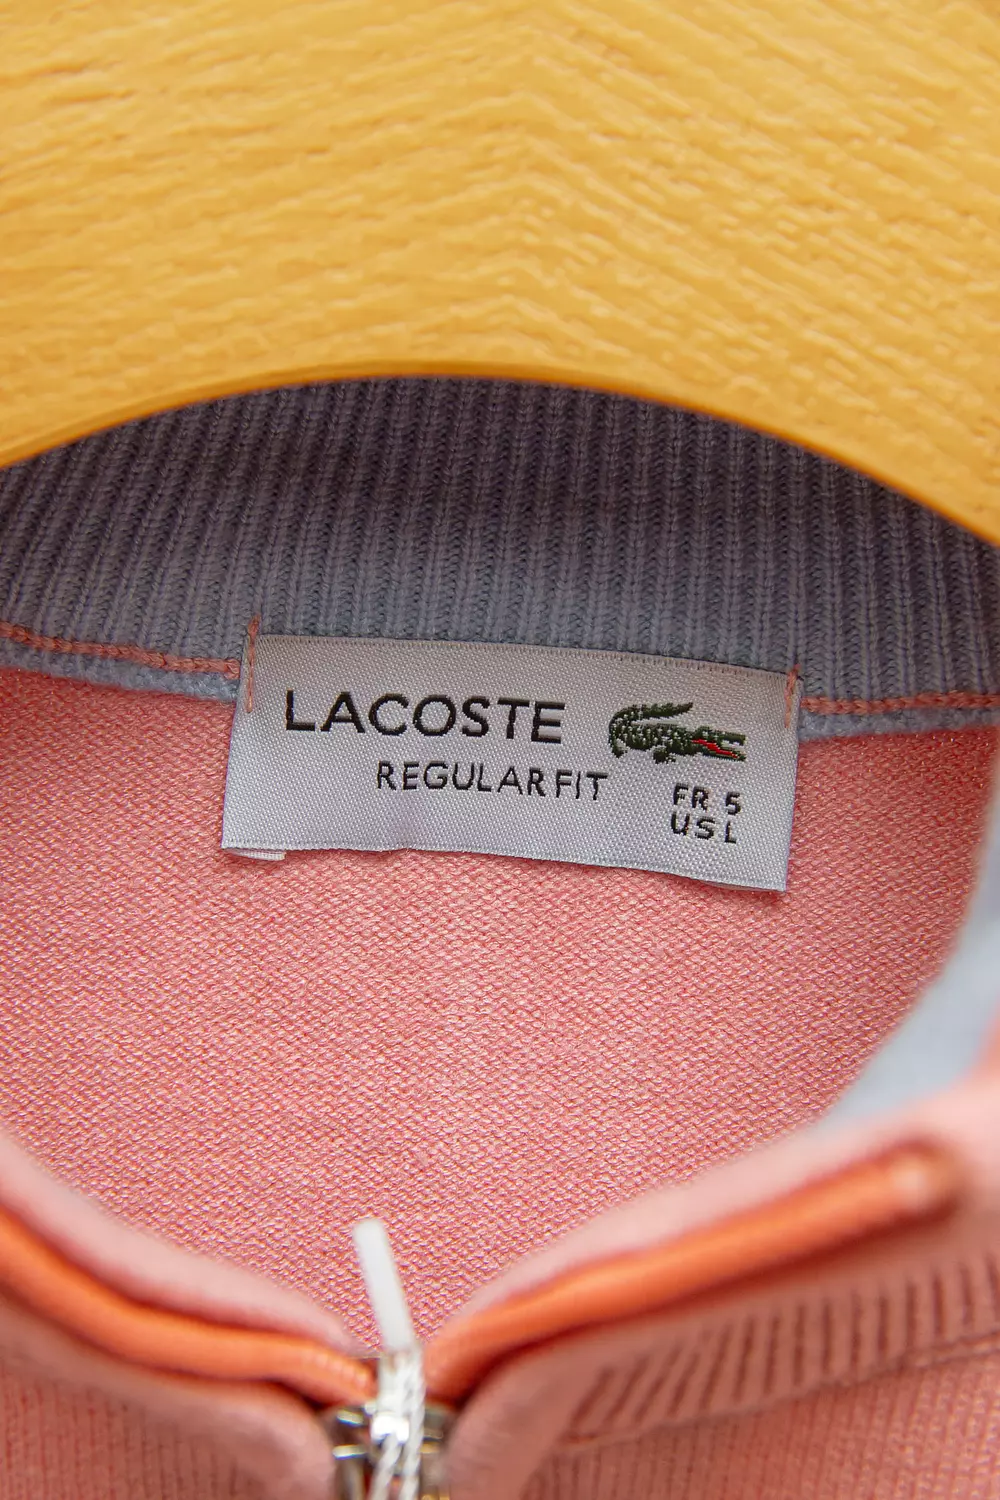 LACOSTE
REGULAR FIT
FR 5
US L